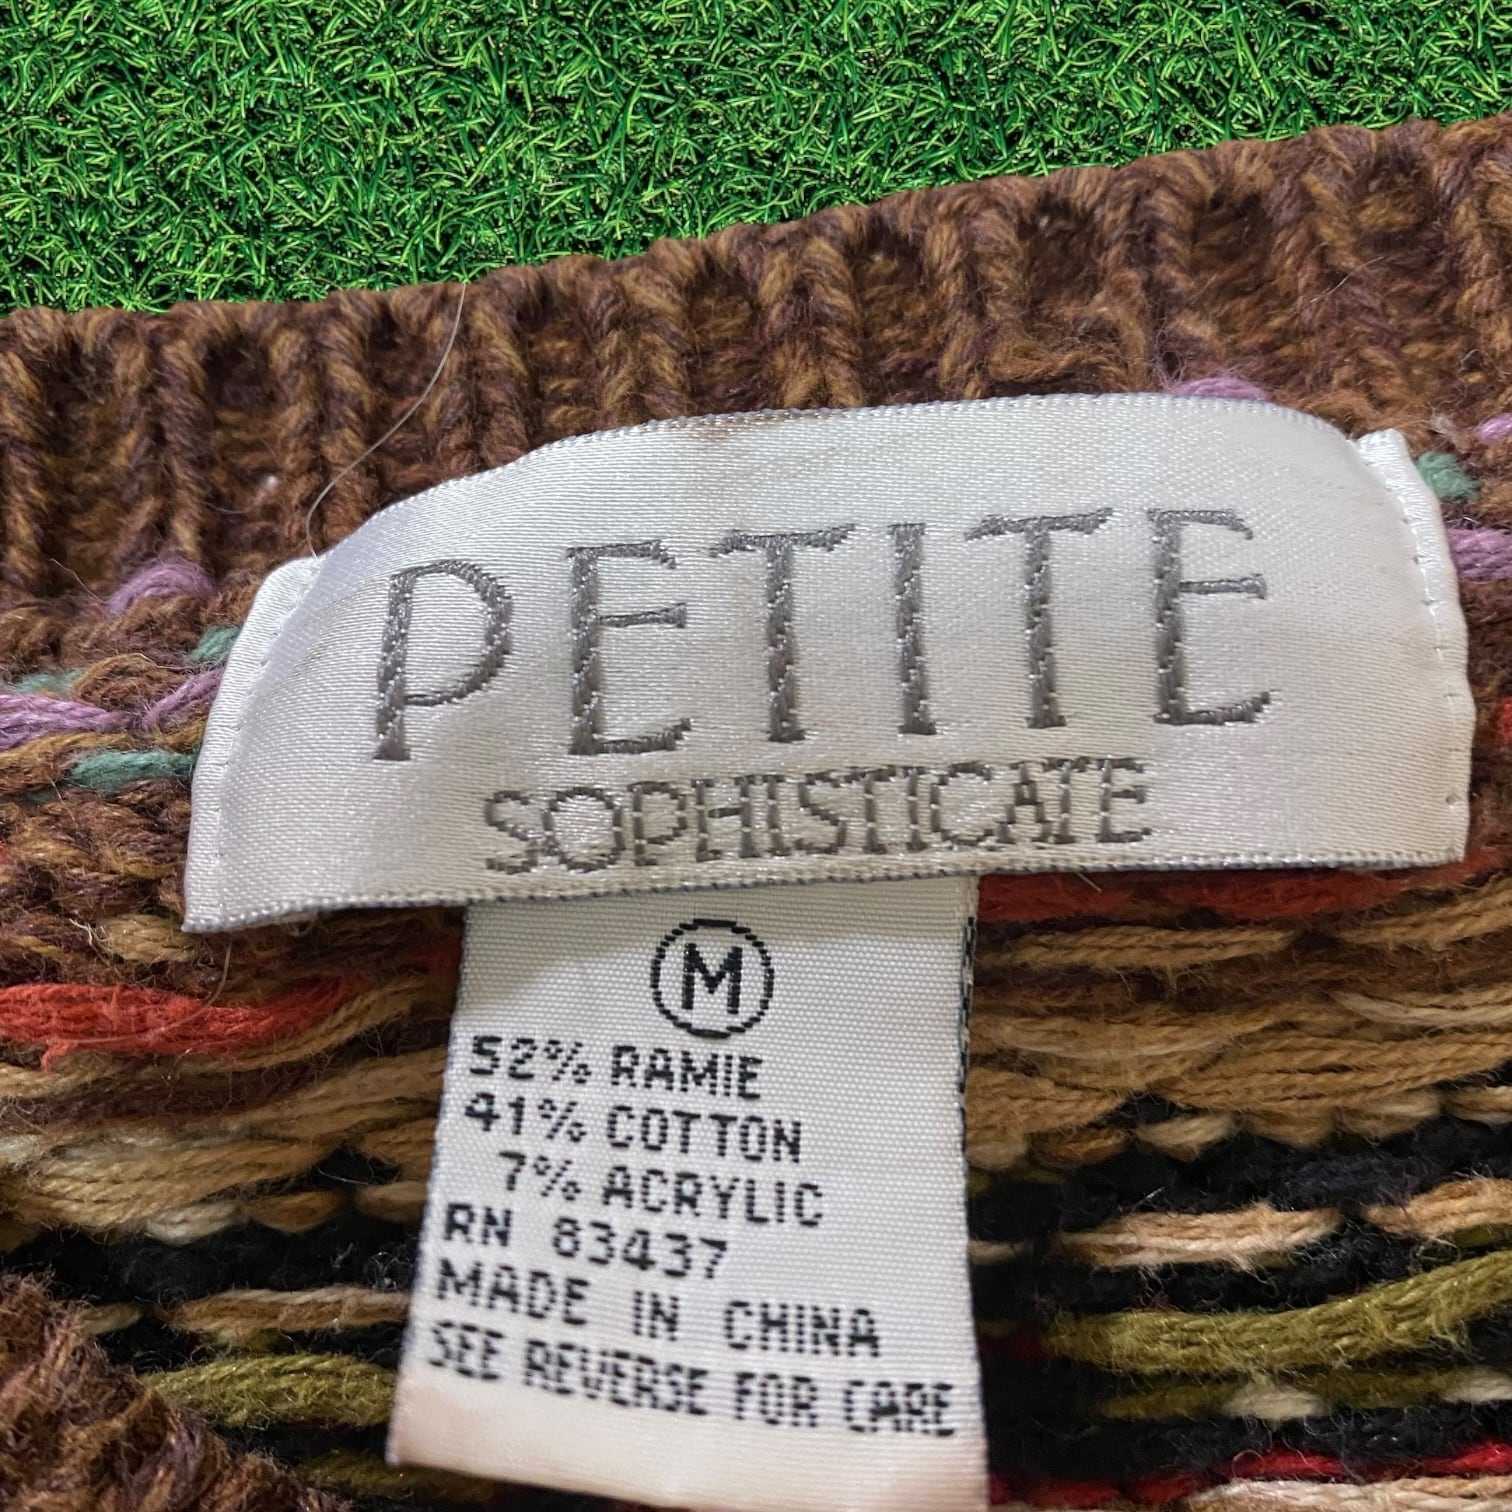 PETITE
SOPHISTICATE
M
52% RAMIE
41% COTTON
7% ACRYLIC
RN 83437
MADE IN CHINA
SEE REVERSE FOR CARE